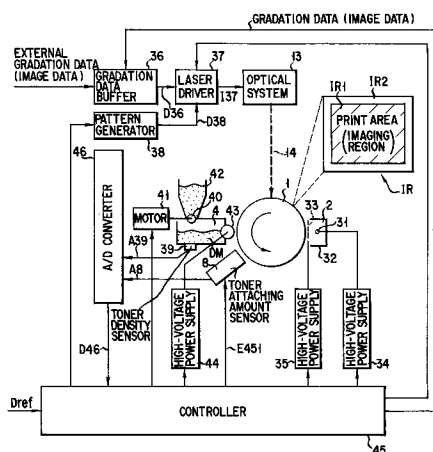 GRADATION DATA (IMAGE DATA)
EXTERNAL
GRADATION DATA
(IMAGE DATA)
36
37
13
GRADATION
DATA
BUFFER
LASER
DRIVER
OPTICAL
SYSTEM
D36
I37
IR1
IR2
PRINT AREA
(IMAGING)
REGION
IR
PATTERN
GENERATOR
D38
38
14
46
A/D CONVERTER
42
41
MOTOR
40
4
43
1
33
2
31
32
A39
39
DM
8
A8
TONER
DENSITY
SENSOR
TONER
ATTACHING
AMOUNT
SENSOR
HIGH-VOLTAGE
POWER SUPPLY
44
HIGH-VOLTAGE
POWER SUPPLY
35
HIGH-VOLTAGE
POWER SUPPLY
34
D46
E451
Dref
CONTROLLER
45